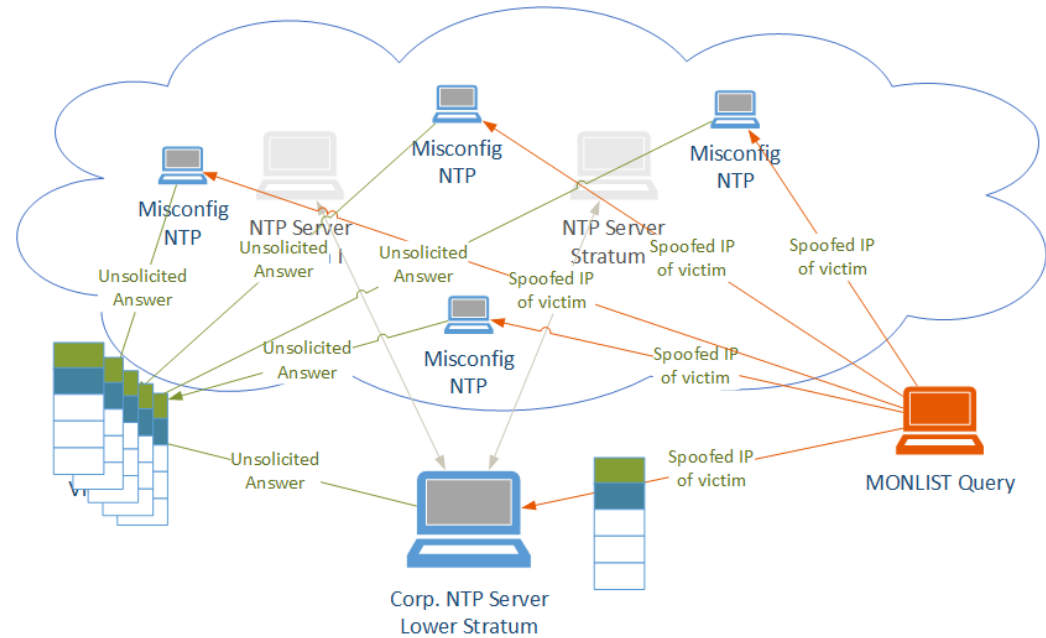 Misconfig
NTP
Misconfig
NTP
Misconfig
NTP
NTP Server
NTP Server
Stratum
Unsolicited
Answer
Unsolicited
Answer
Unsolicited
Answer
Spoofed IP
of victim
Spoofed IP
of victim
Spoofed IP
of victim
Misconfig
NTP
Unsolicited
Answer
Spoofed IP
of victim
Unsolicited
Answer
Spoofed IP
of victim
MONLIST Query
Corp. NTP Server
Lower Stratum